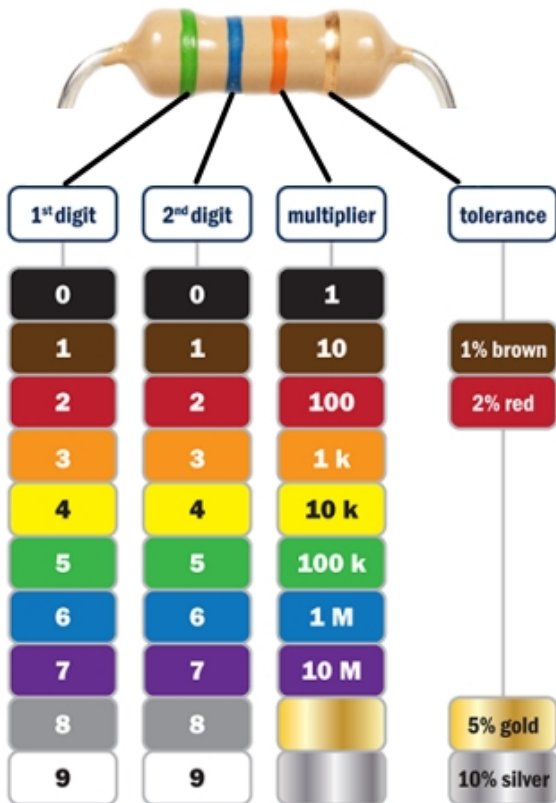 1st digit 2nd digit multiplier tolerance
0 0 1
1 1 10 1% brown
2 2 100 2% red
3 3 1 k
4 4 10 k
5 5 100 k
6 6 1 M
7 7 10 M
8 8 5% gold
9 9 10% silver